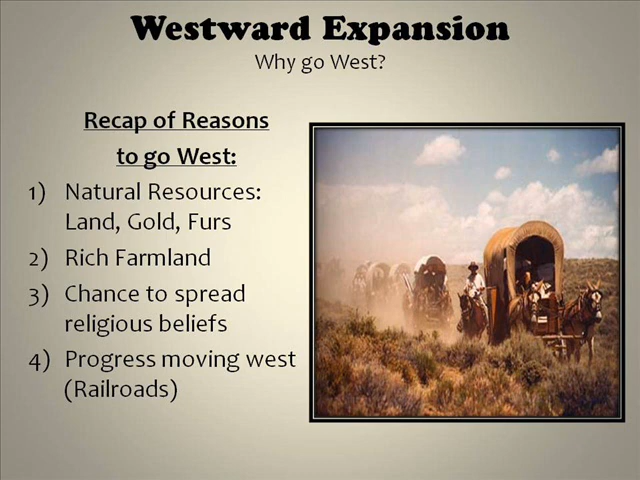 Westward Expansion
Why go West?
Recap of Reasons
to go West:
1) Natural Resources:
Land, Gold, Furs
2) Rich Farmland
3) Chance to spread
religious beliefs
4) Progress moving west
(Railroads)